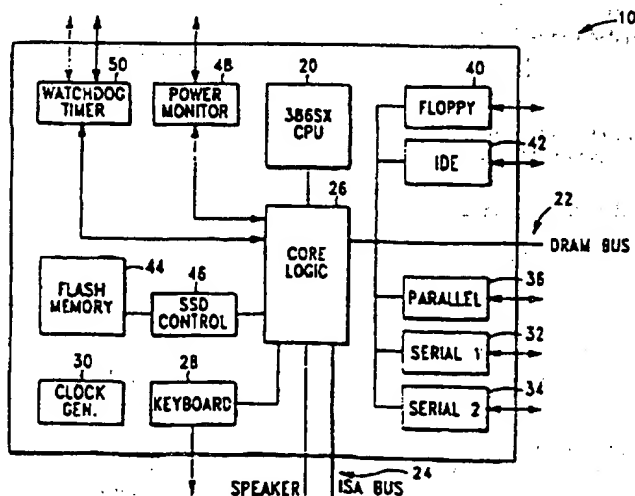 10
50
WATCHDOG
TIMER
48
POWER
MONITOR
20
386SX
CPU
40
FLOPPY
42
IDE
22
DRAM BUS
26
CORE
LOGIC
44
FLASH
MEMORY
46
SSD
CONTROL
36
PARALLEL
32
SERIAL 1
34
SERIAL 2
30
CLOCK
GEN.
28
KEYBOARD
24
SPEAKER
ISA BUS